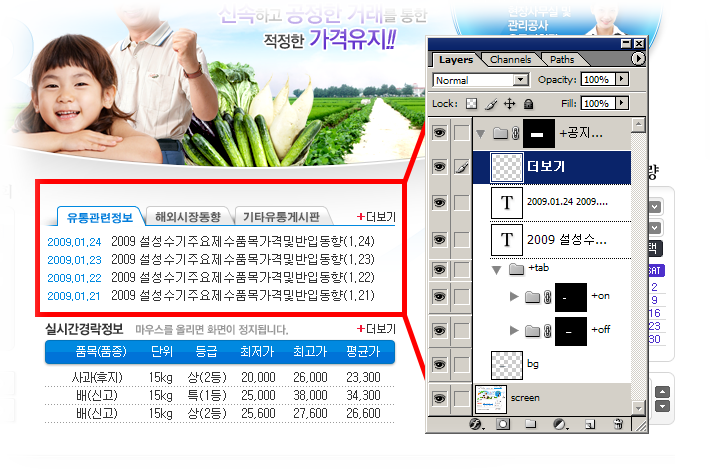 신속하고 공정한 거래를 통한
적정한 가격유지!!
관리공사
Layers Channels Paths
Normal Opacity: 100%
Lock: Fill: 100%
+공지...
더보기
2009.01.24 2009....
2009 설성수...
+tab
+on
+off
bg
screen
유통관련정보 해외시장동향 기타유통게시판 +더보기
2009.01.24 2009 설성수기주요제수품목가격및반입동향(1.24)
2009.01.23 2009 설성수기주요제수품목가격및반입동향(1.23)
2009.01.22 2009 설성수기주요제수품목가격및반입동향(1.22)
2009.01.21 2009 설성수기주요제수품목가격및반입동향(1.21)
실시간경락정보 마우스를 올리면 화면이 정지됩니다. +더보기
품목(품종) 단위 등급 최저가 최고가 평균가
사과(후지) 15kg 상(2등) 20,000 26,000 23,300
배(신고) 15kg 특(1등) 25,000 38,000 34,300
배(신고) 15kg 상(2등) 25,600 27,600 26,600
량
택
SAT
2
9
16
23
30